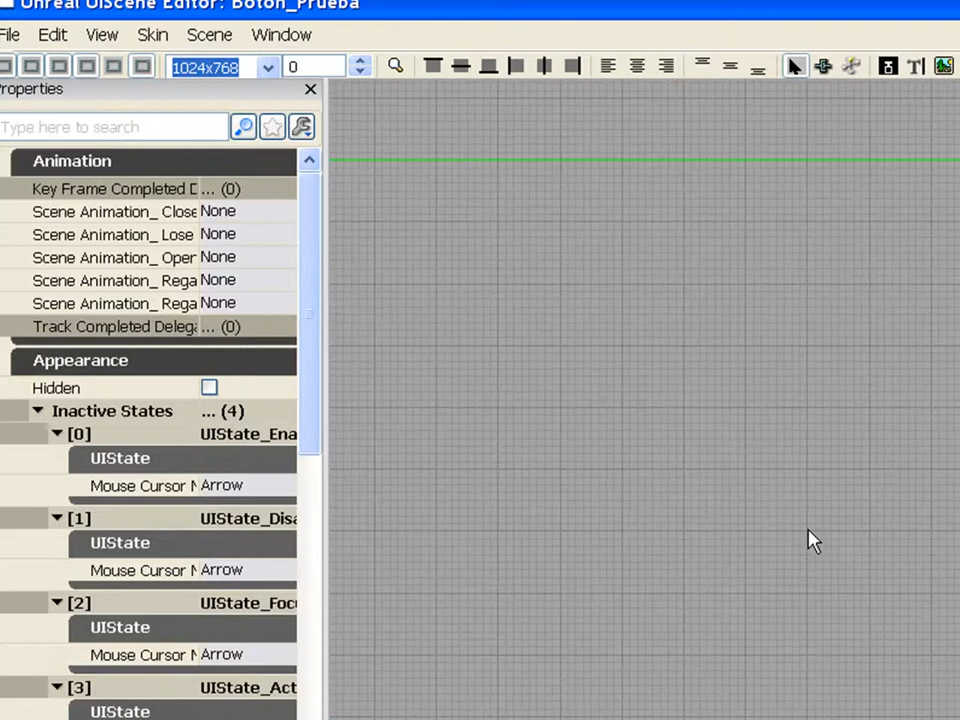 Unreal UIScene Editor: Boton_Prueba
File Edit View Skin Scene Window
1024x768 0
Properties
Type here to search
Animation
Key Frame Completed D ... (0)
Scene Animation_ Close None
Scene Animation_ Lose None
Scene Animation_ Open None
Scene Animation_ Rega None
Scene Animation_ Rega None
Track Completed Delega ... (0)
Appearance
Hidden
Inactive States ... (4)
[0] UIState_Ena
UIState
Mouse Cursor N Arrow
[1] UIState_Disa
UIState
Mouse Cursor N Arrow
[2] UIState_Foc
UIState
Mouse Cursor N Arrow
[3] UIState_Act
UIState